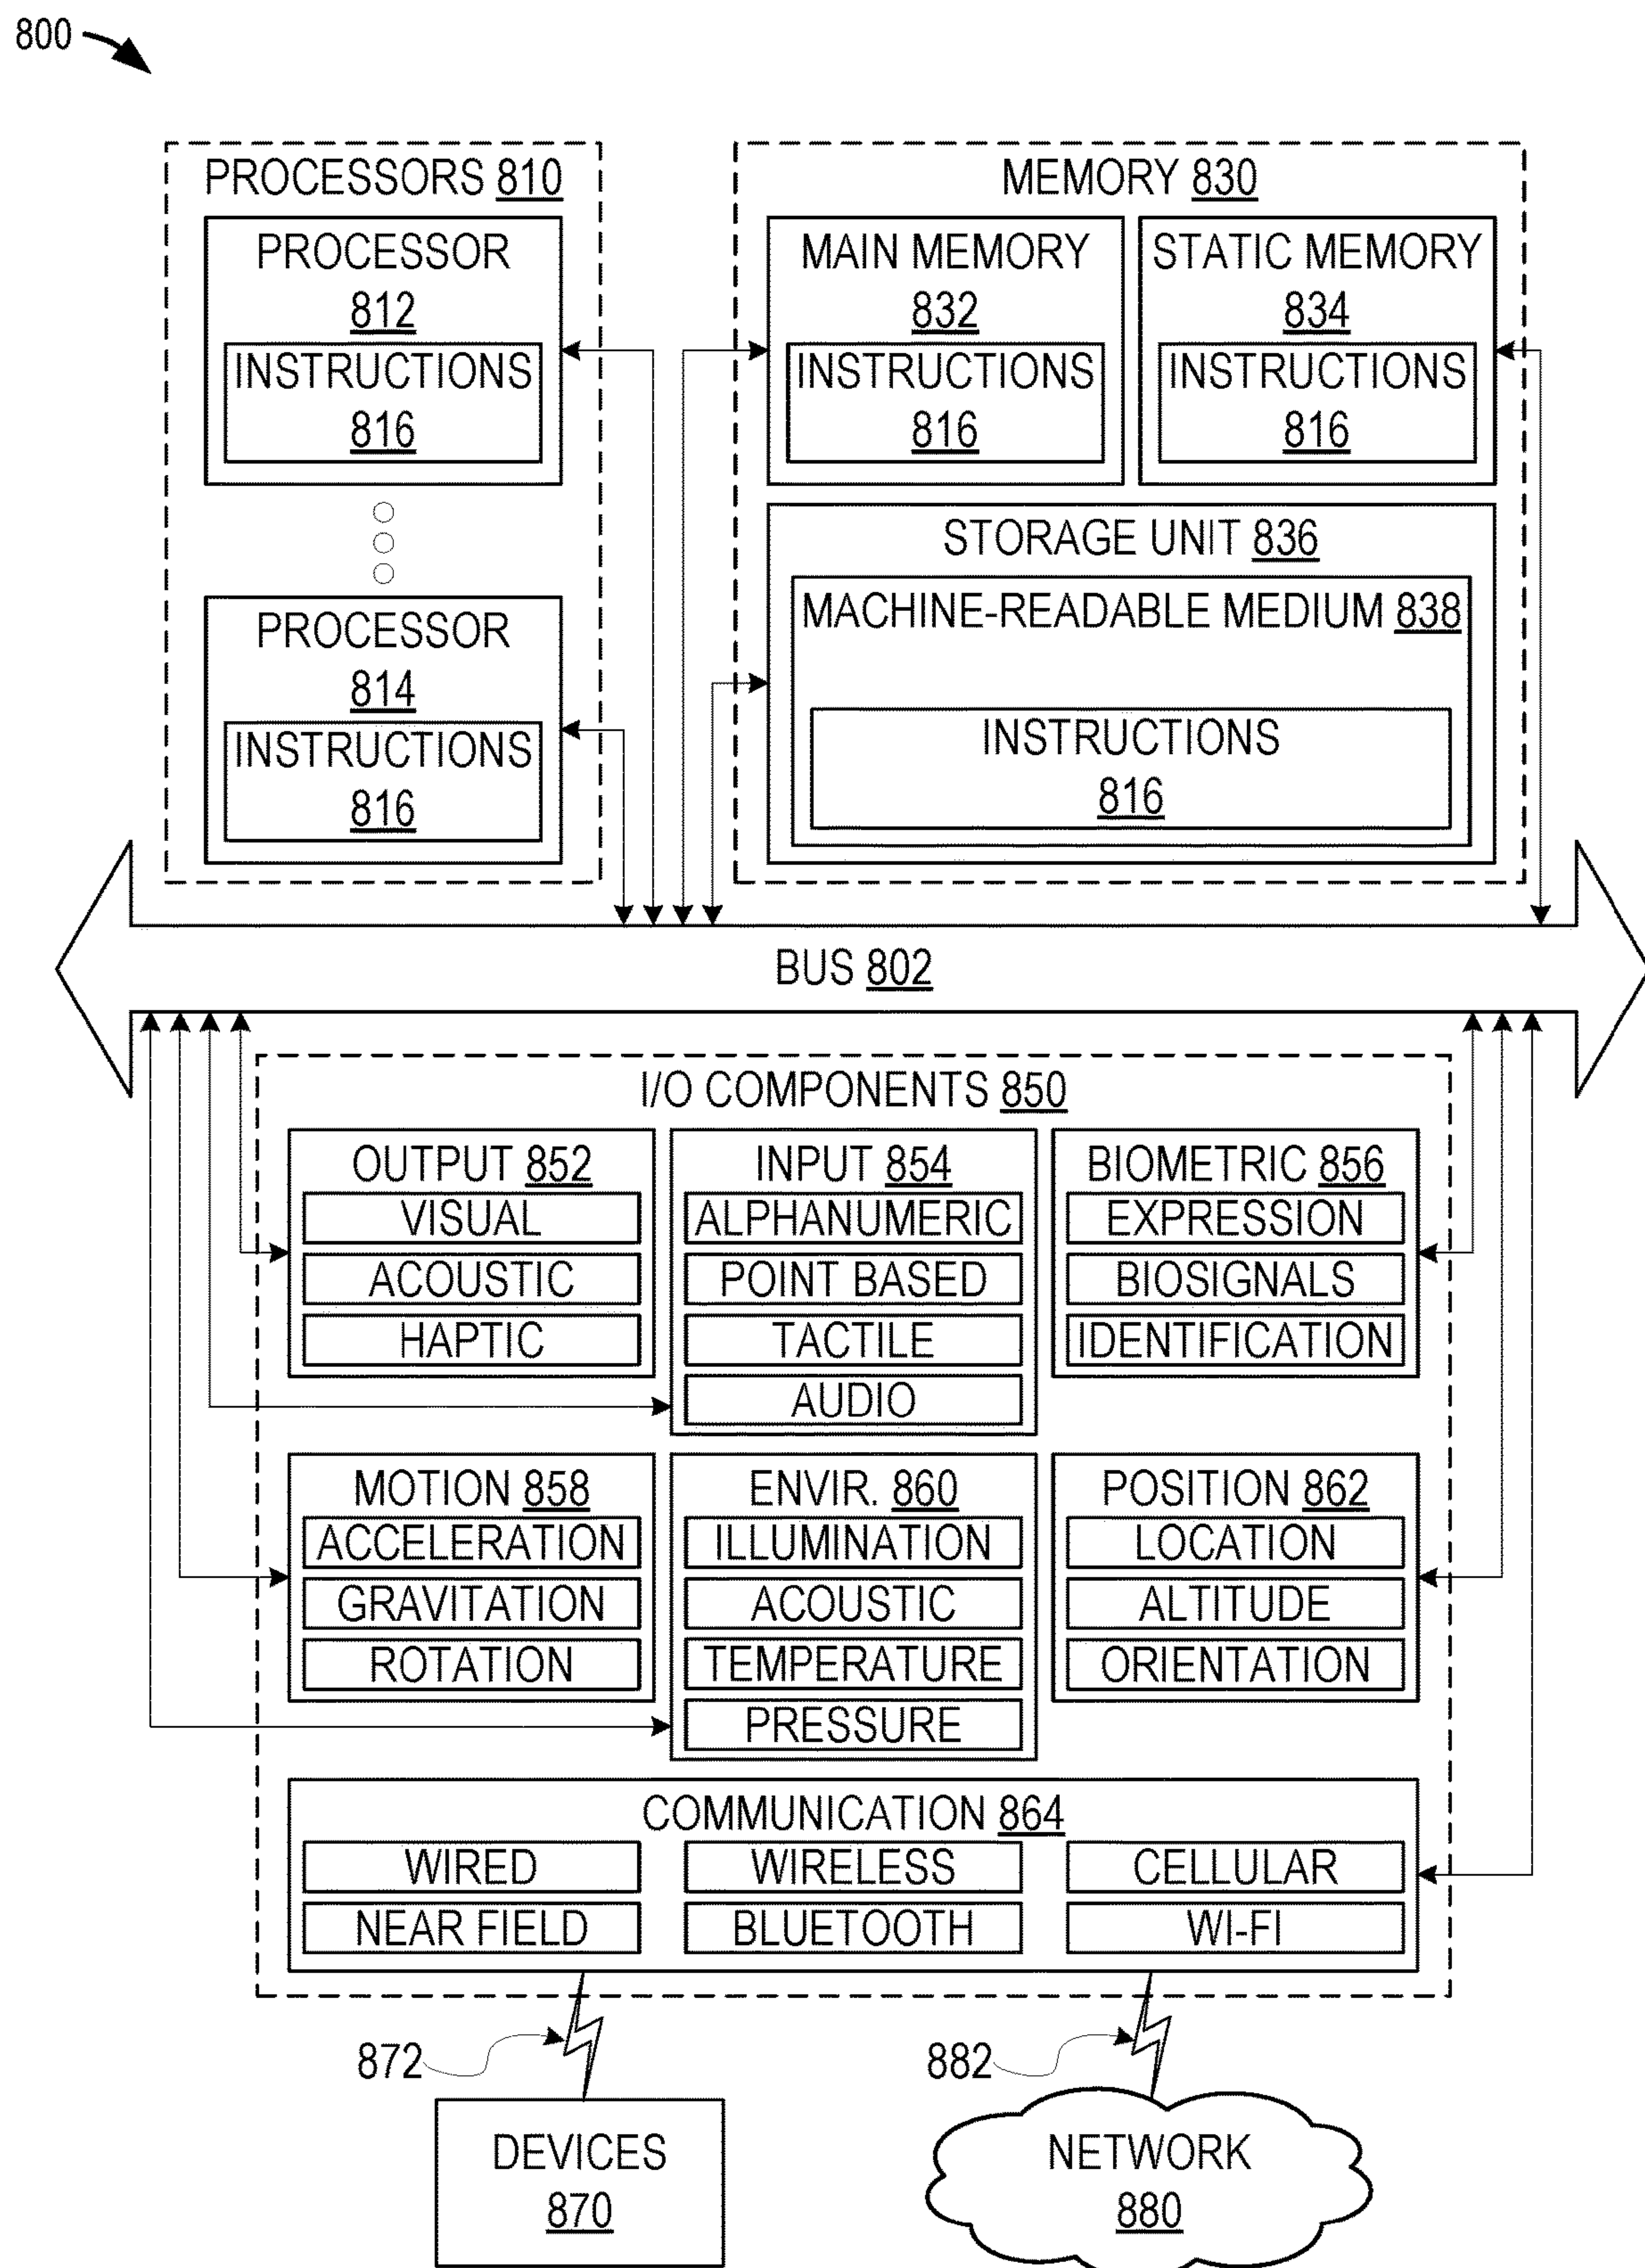 800
PROCESSORS 810
PROCESSOR
812
INSTRUCTIONS
816
PROCESSOR
814
INSTRUCTIONS
816
MEMORY 830
MAIN MEMORY
832
INSTRUCTIONS
816
STATIC MEMORY
834
INSTRUCTIONS
816
STORAGE UNIT 836
MACHINE-READABLE MEDIUM 838
INSTRUCTIONS
816
BUS 802
I/O COMPONENTS 850
OUTPUT 852
VISUAL
ACOUSTIC
HAPTIC
INPUT 854
ALPHANUMERIC
POINT BASED
TACTILE
AUDIO
BIOMETRIC 856
EXPRESSION
BIOSIGNALS
IDENTIFICATION
MOTION 858
ACCELERATION
GRAVITATION
ROTATION
ENVIR. 860
ILLUMINATION
ACOUSTIC
TEMPERATURE
PRESSURE
POSITION 862
LOCATION
ALTITUDE
ORIENTATION
COMMUNICATION 864
WIRED
WIRELESS
CELLULAR
NEAR FIELD
BLUETOOTH
WI-FI
872
882
DEVICES
870
NETWORK
880